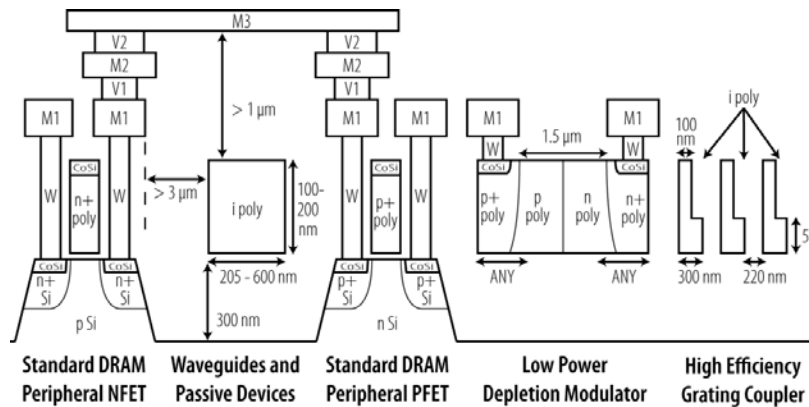 M3
V2
M2
V1
M1
M1
W
W
CoSi
n+
poly
CoSi
CoSi
n+
Si
n+
Si
p Si
> 1 µm
> 3 µm
i poly
100-
200
nm
205 - 600 nm
300 nm
V2
M2
V1
M1
M1
W
W
CoSi
p+
poly
CoSi
CoSi
p+
Si
p+
Si
n Si
M1
M1
W
W
1.5 µm
CoSi
CoSi
p+
poly
p
poly
n
poly
n+
poly
ANY
ANY
i poly
100
nm
5
300 nm
220 nm
Standard DRAM
Peripheral NFET
Waveguides and
Passive Devices
Standard DRAM
Peripheral PFET
Low Power
Depletion Modulator
High Efficiency
Grating Coupler